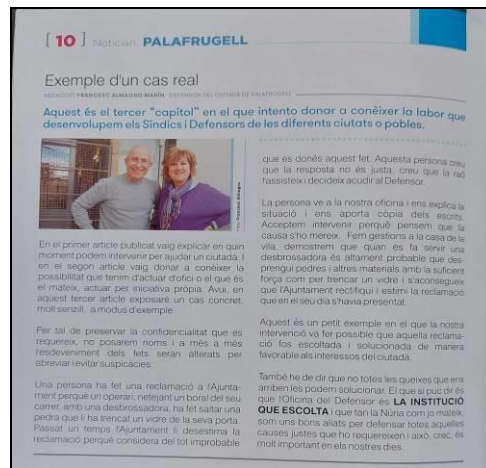 [ 10 ] Noticiari PALAFRUGELL
Exemple d'un cas real
REDACCIÓ FRANCESC ALMAGRO MARÍN. DEFENSOR DEL CIUTADÀ DE PALAFRUGELL
Aquest és el tercer "capítol" en el que intento donar a conèixer la labor que
desenvolupem els Síndics i Defensors de les diferents ciutats o pobles.
Foto: Francesc Almagro
En el primer article publicat vaig explicar en quin
moment podem intervenir per ajudar un ciutadà. I
en el segon article vaig donar a conèixer la
possibilitat que tenim d'actuar d'ofici o el que és
el mateix, actuar per iniciativa pròpia. Avui, en
aquest tercer article exposaré un cas concret,
molt senzill, a modus d'exemple.
Per tal de preservar la confidencialitat que es
requereix, no posarem noms i a més a més
l'esdeveniment dels fets seran alterats per
abreviar i evitar suspicàcies.
Una persona ha fet una reclamació a l'Ajunta-
ment perquè un operari, netejant un boral del seu
carrer, amb una desbrossadora, ha fet saltar una
pedra que li ha trencat un vidre de la seva porta.
Passat un temps l'Ajuntament li desestima la
reclamació perquè considera del tot improbable
que es donés aquest fet. Aquesta persona creu
que la resposta no és justa, creu que la raó
l'assisteix i decideix acudir al Defensor.
La persona ve a la nostra oficina i ens explica la
situació i ens aporta còpia dels escrits.
Acceptem intervenir perquè pensem que la
causa s'ho mereix. Fem gestions a la casa de la
vila, demostrem que quan es fa servir una
desbrossadora és altament probable que des-
prengui pedres i altres materials amb la suficient
força com per trencar un vidre i s'aconsegueix
que l'Ajuntament rectifiqui i estimi la reclamació
que en el seu dia s'havia presentat.
Aquest és un petit exemple en el que la nostra
intervenció va fer possible que aquella reclama-
ció fos escoltada i solucionada de manera
favorable als interessos del ciutadà.
També he de dir que no totes les queixes que ens
arriben les podem solucionar. El que si puc dir és
que l'Oficina del Defensor és LA INSTITUCIÓ
QUE ESCOLTA i que tan la Núria com jo mateix,
som uns bons aliats per defensar totes aquelles
causes justes que ho requereixen i això, crec, és
molt important en els nostres dies.